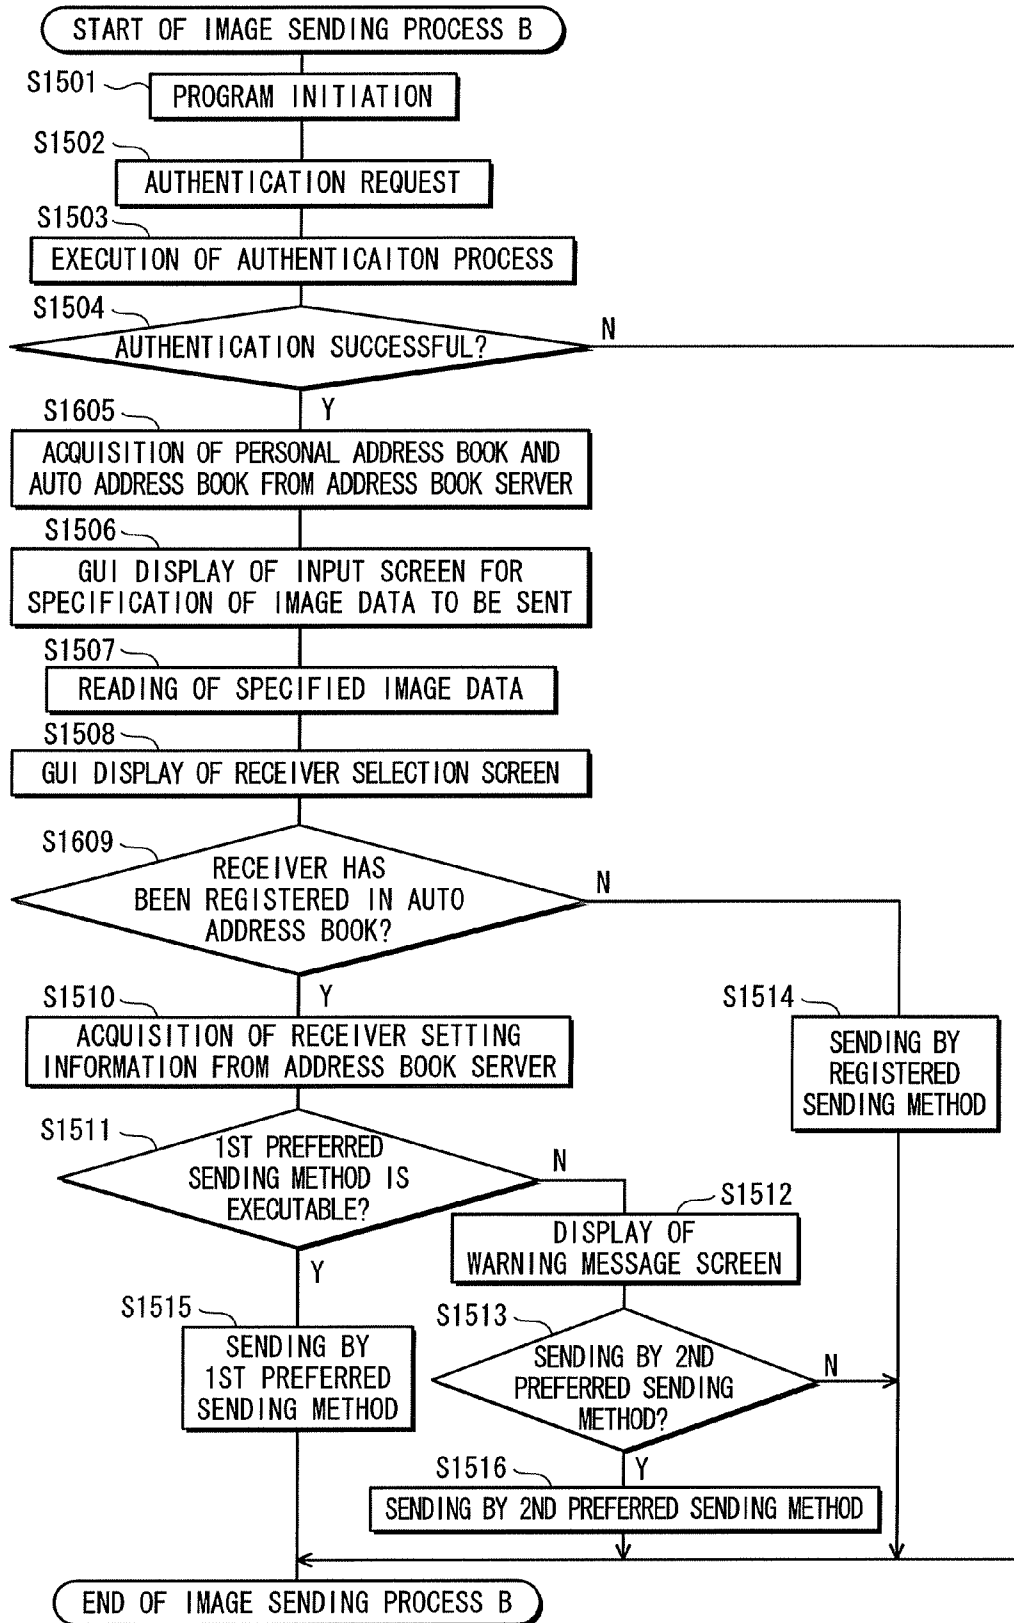 START OF IMAGE SENDING PROCESS B
S1501
PROGRAM INITIATION
S1502
AUTHENTICATION REQUEST
S1503
EXECUTION OF AUTHENTICAITON PROCESS
S1504
AUTHENTICATION SUCCESSFUL?
N
Y
S1605
ACQUISITION OF PERSONAL ADDRESS BOOK AND
AUTO ADDRESS BOOK FROM ADDRESS BOOK SERVER
S1506
GUI DISPLAY OF INPUT SCREEN FOR
SPECIFICATION OF IMAGE DATA TO BE SENT
S1507
READING OF SPECIFIED IMAGE DATA
S1508
GUI DISPLAY OF RECEIVER SELECTION SCREEN
S1609
RECEIVER HAS
BEEN REGISTERED IN AUTO
ADDRESS BOOK?
N
Y
S1510
ACQUISITION OF RECEIVER SETTING
INFORMATION FROM ADDRESS BOOK SERVER
S1514
SENDING BY
REGISTERED
SENDING METHOD
S1511
1ST PREFERRED
SENDING METHOD IS
EXECUTABLE?
N
Y
S1512
DISPLAY OF
WARNING MESSAGE SCREEN
S1515
SENDING BY
1ST PREFERRED
SENDING METHOD
S1513
SENDING BY 2ND
PREFERRED SENDING
METHOD?
N
Y
S1516
SENDING BY 2ND PREFERRED SENDING METHOD
END OF IMAGE SENDING PROCESS B